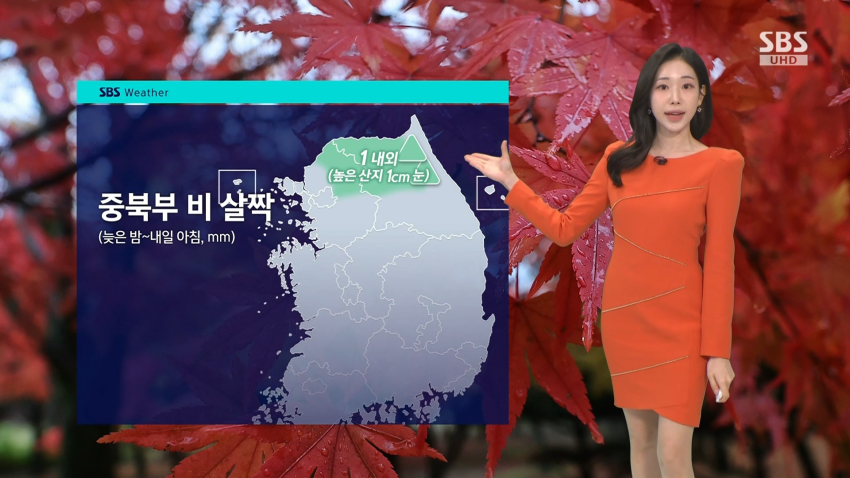 SBS Weather
SBS
UHD
1 내외
(높은 산지 1cm 눈)
중북부 비 살짝
(늦은 밤~내일 아침, mm)